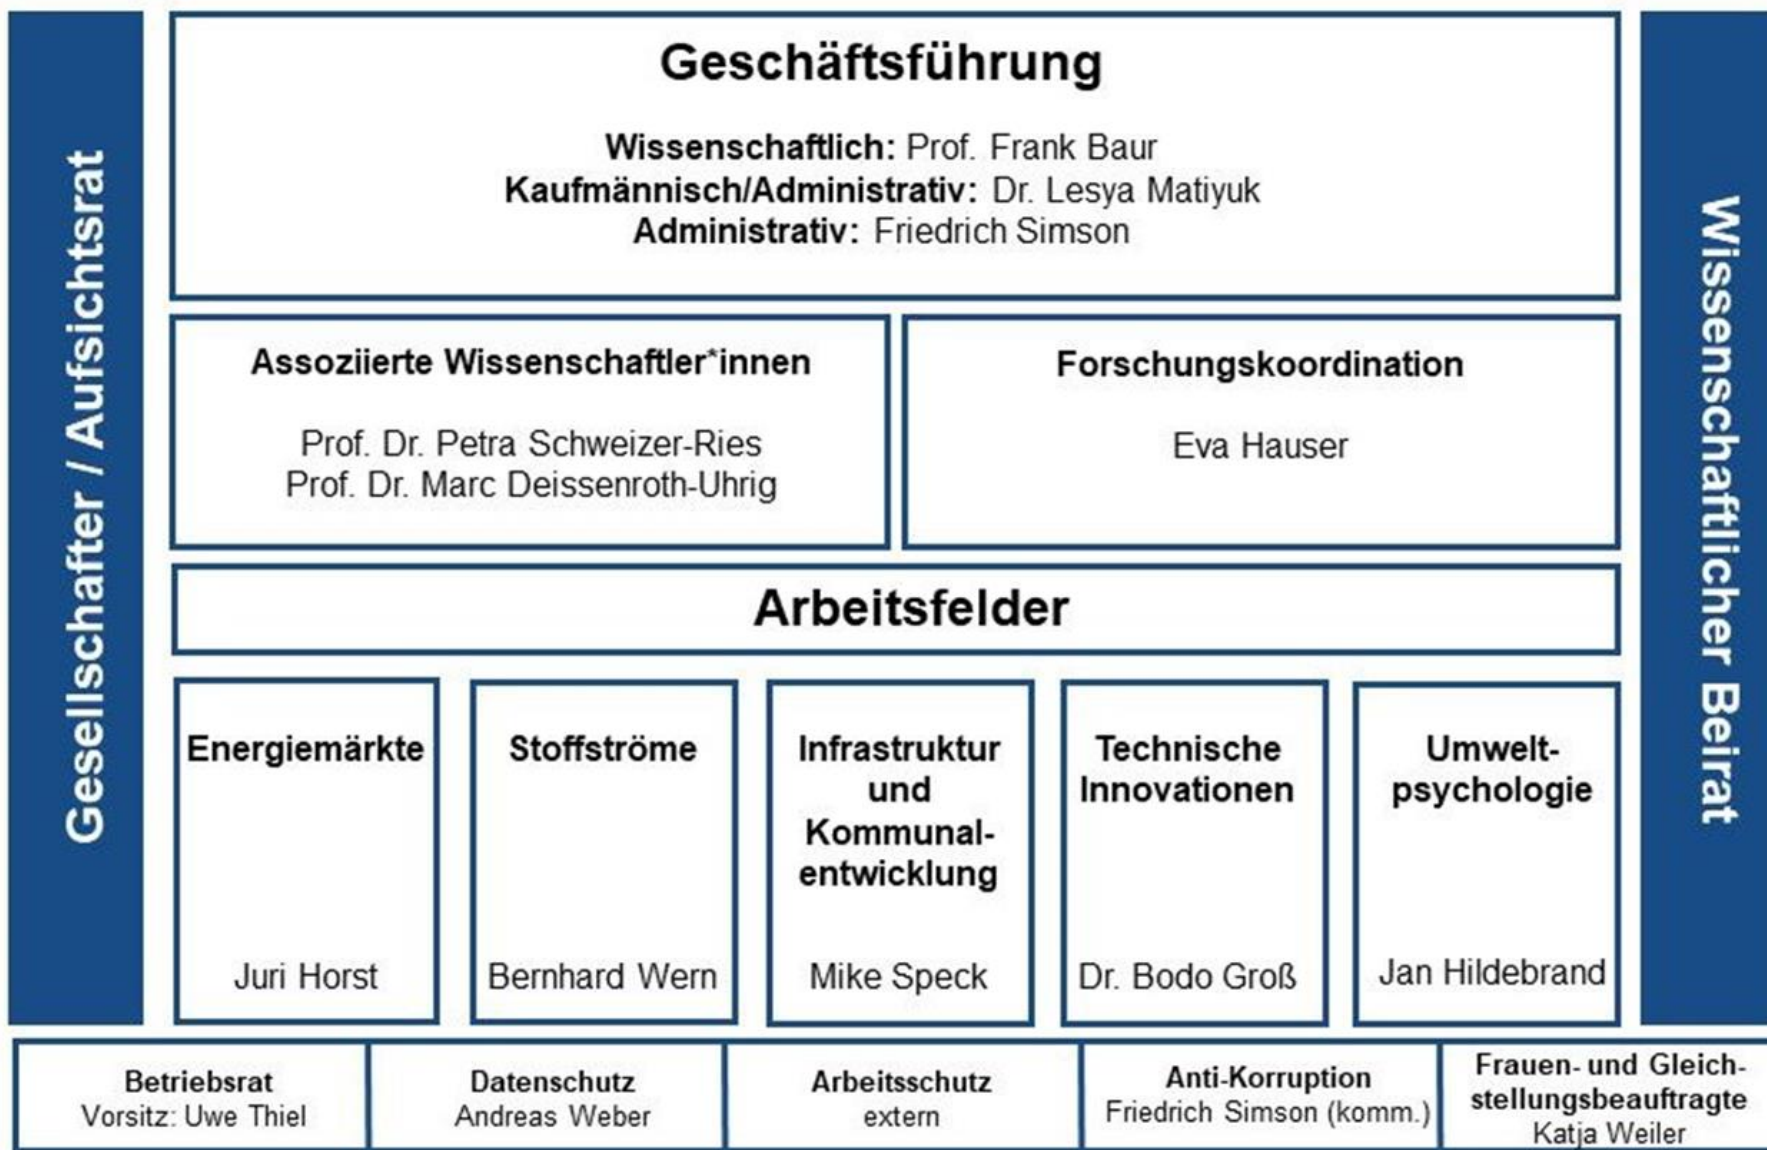 Gesellschafter / Aufsichtsrat
Geschäftsführung
Wissenschaftlich: Prof. Frank Baur
Kaufmännisch/Administrativ: Dr. Lesya Matiyuk
Administrativ: Friedrich Simson
Wissenschaftlicher Beirat
Assoziierte Wissenschaftler*innen
Prof. Dr. Petra Schweizer-Ries
Prof. Dr. Marc Deissenroth-Uhrig
Forschungskoordination
Eva Hauser
Arbeitsfelder
Energiemärkte
Juri Horst
Stoffströme
Bernhard Wern
Infrastruktur
und
Kommunal-
entwicklung
Mike Speck
Technische
Innovationen
Dr. Bodo Groß
Umwelt-
psychologie
Jan Hildebrand
Betriebsrat
Vorsitz: Uwe Thiel
Datenschutz
Andreas Weber
Arbeitsschutz
extern
Anti-Korruption
Friedrich Simson (komm.)
Frauen- und Gleich-
stellungsbeauftragte
Katja Weiler